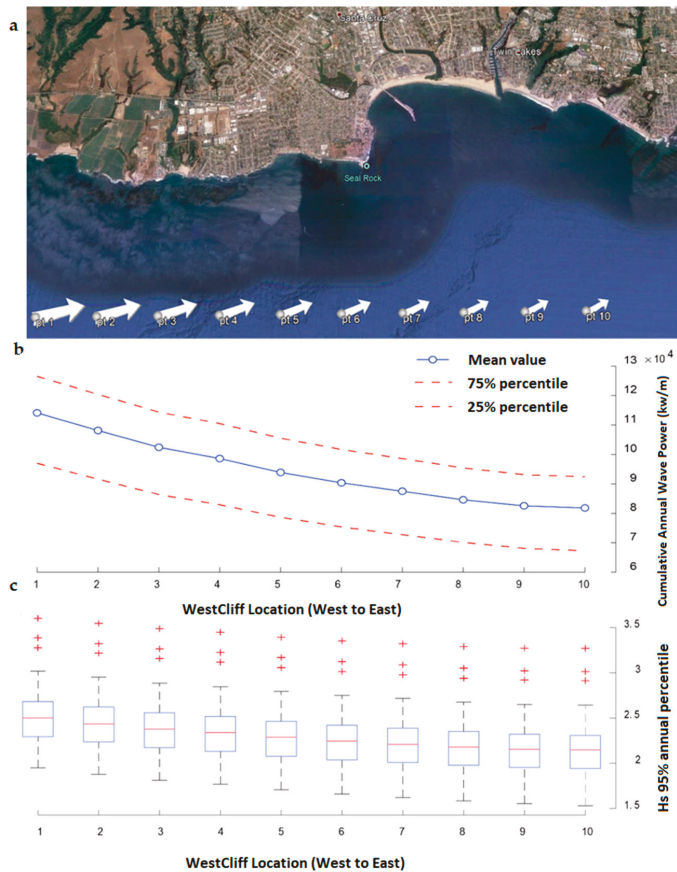 a
Santa Cruz
Twin Lakes
Seal Rock
pt 1
pt 2
pt 3
pt 4
pt 5
pt 6
pt 7
pt 8
pt 9
pt 10
b
Mean value
75% percentile
25% percentile
13 ×10 4
12
11
10
9
8
7
6
Cumulative Annual Wave Power (kw/m)
1 2 3 4 5 6 7 8 9 10
WestCliff Location (West to East)
c
3.5
3
2.5
2
1.5
Hs 95% annual percentile
1 2 3 4 5 6 7 8 9 10
WestCliff Location (West to East)